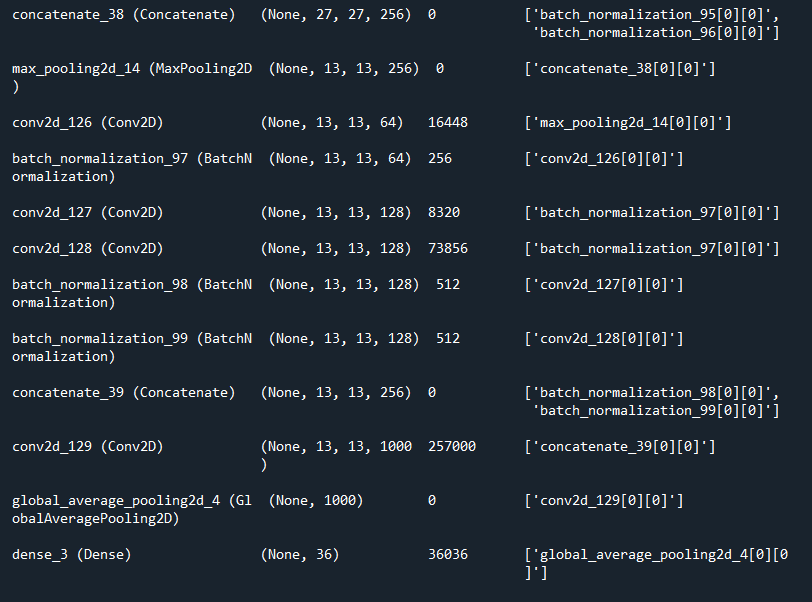 concatenate_38 (Concatenate)   (None, 27, 27, 256)  0           ['batch_normalization_95[0][0]',
'batch_normalization_96[0][0]']
max_pooling2d_14 (MaxPooling2D  (None, 13, 13, 256)  0          ['concatenate_38[0][0]']
)
conv2d_126 (Conv2D)            (None, 13, 13, 64)   16448       ['max_pooling2d_14[0][0]']
batch_normalization_97 (BatchN  (None, 13, 13, 64)  256         ['conv2d_126[0][0]']
ormalization)
conv2d_127 (Conv2D)            (None, 13, 13, 128)  8320        ['batch_normalization_97[0][0]']
conv2d_128 (Conv2D)            (None, 13, 13, 128)  73856       ['batch_normalization_97[0][0]']
batch_normalization_98 (BatchN  (None, 13, 13, 128)  512        ['conv2d_127[0][0]']
ormalization)
batch_normalization_99 (BatchN  (None, 13, 13, 128)  512        ['conv2d_128[0][0]']
ormalization)
concatenate_39 (Concatenate)   (None, 13, 13, 256)  0           ['batch_normalization_98[0][0]',
'batch_normalization_99[0][0]']
conv2d_129 (Conv2D)            (None, 13, 13, 1000  257000      ['concatenate_39[0][0]']
)
global_average_pooling2d_4 (Gl  (None, 1000)        0           ['conv2d_129[0][0]']
obalAveragePooling2D)
dense_3 (Dense)                (None, 36)           36036       ['global_average_pooling2d_4[0][0
]']